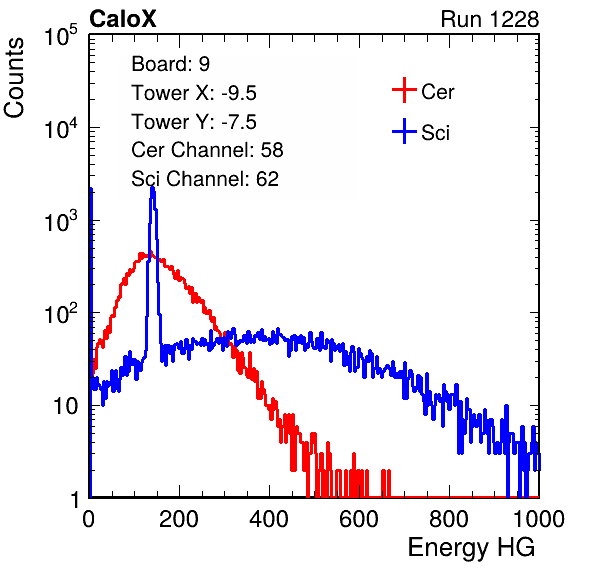 CaloX Run 1228
Counts
Board: 9
Tower X: -9.5
Tower Y: -7.5
Cer Channel: 58
Sci Channel: 62
Cer
Sci
10^5
10^4
10^3
10^2
10
1
0 200 400 600 800 1000
Energy HG